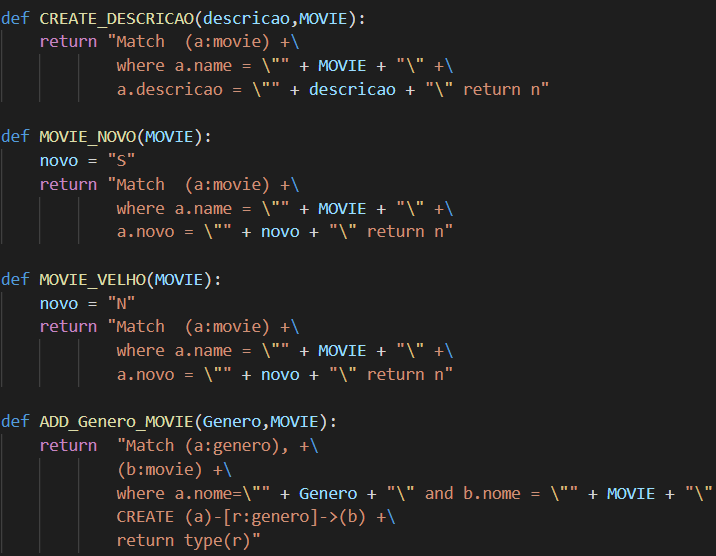 def CREATE_DESCRICAO(descricao,MOVIE):
    return "Match  (a:movie) +\
            where a.name = \"" + MOVIE + "\" +\
            a.descricao = \"" + descricao + "\" return n"

def MOVIE_NOVO(MOVIE):
    novo = "S"
    return "Match  (a:movie) +\
            where a.name = \"" + MOVIE + "\" +\
            a.novo = \"" + novo + "\" return n"

def MOVIE_VELHO(MOVIE):
    novo = "N"
    return "Match  (a:movie) +\
            where a.name = \"" + MOVIE + "\" +\
            a.novo = \"" + novo + "\" return n"

def ADD_Genero_MOVIE(Genero,MOVIE):
    return  "Match (a:genero), +\
            (b:movie) +\
            where a.nome=\"" + Genero + "\" and b.nome = \"" + MOVIE + "\"
            CREATE (a)-[r:genero]->(b) +\
            return type(r)"